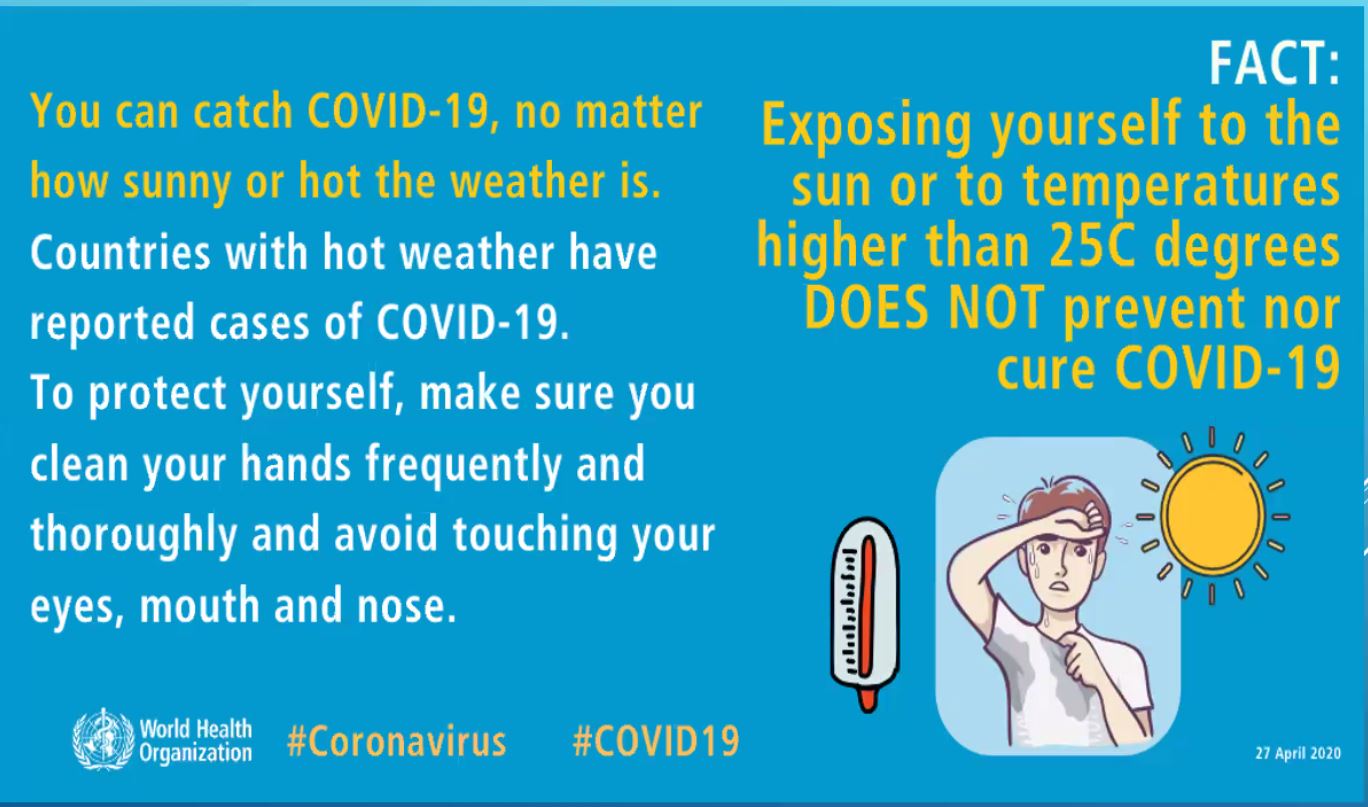 You can catch COVID-19, no matter
how sunny or hot the weather is.
Countries with hot weather have
reported cases of COVID-19.
To protect yourself, make sure you
clean your hands frequently and
thoroughly and avoid touching your
eyes, mouth and nose.
FACT:
Exposing yourself to the
sun or to temperatures
higher than 25C degrees
DOES NOT prevent nor
cure COVID-19
World Health
Organization
#Coronavirus
#COVID19
27 April 2020